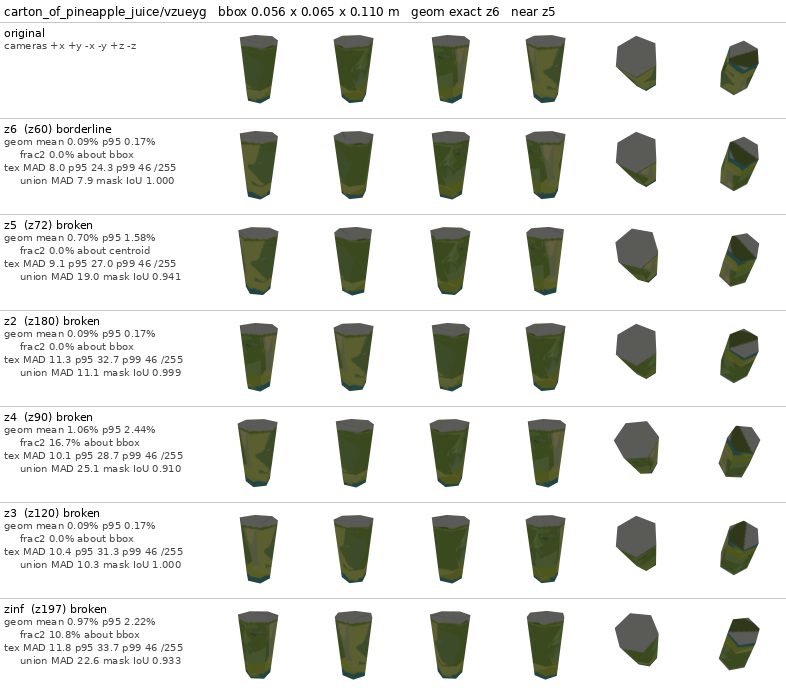 carton_of_pineapple_juice/vzueyg   bbox 0.056 x 0.065 x 0.110 m   geom exact z6   near z5
original
cameras +x +y -x -y +z -z
z6  (z60) borderline
geom mean 0.09% p95 0.17%
frac2 0.0% about bbox
tex MAD 8.0 p95 24.3 p99 46 /255
union MAD 7.9 mask IoU 1.000
z5  (z72) broken
geom mean 0.70% p95 1.58%
frac2 0.0% about centroid
tex MAD 9.1 p95 27.0 p99 46 /255
union MAD 19.0 mask IoU 0.941
z2  (z180) broken
geom mean 0.09% p95 0.17%
frac2 0.0% about bbox
tex MAD 11.3 p95 32.7 p99 46 /255
union MAD 11.1 mask IoU 0.999
z4  (z90) broken
geom mean 1.06% p95 2.44%
frac2 16.7% about bbox
tex MAD 10.1 p95 28.7 p99 46 /255
union MAD 25.1 mask IoU 0.910
z3  (z120) broken
geom mean 0.09% p95 0.17%
frac2 0.0% about bbox
tex MAD 10.4 p95 31.3 p99 46 /255
union MAD 10.3 mask IoU 1.000
zinf  (z197) broken
geom mean 0.97% p95 2.22%
frac2 10.8% about bbox
tex MAD 11.8 p95 33.7 p99 46 /255
union MAD 22.6 mask IoU 0.933